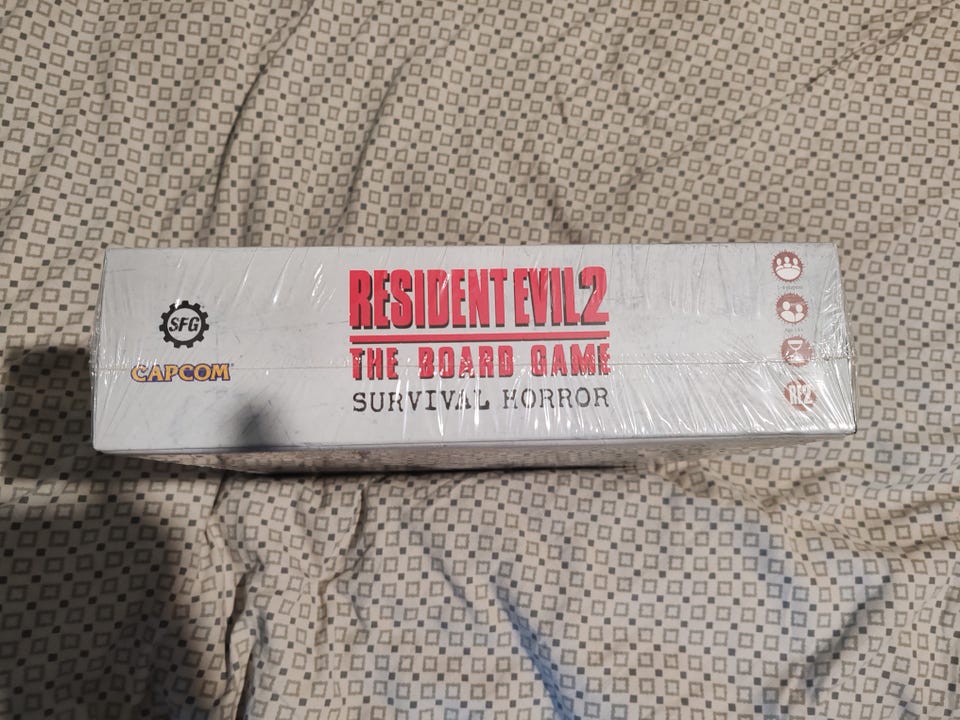 SFG
CAPCOM
RESIDENT EVIL 2
THE BOARD GAME
SURVIVAL HORROR
RE2